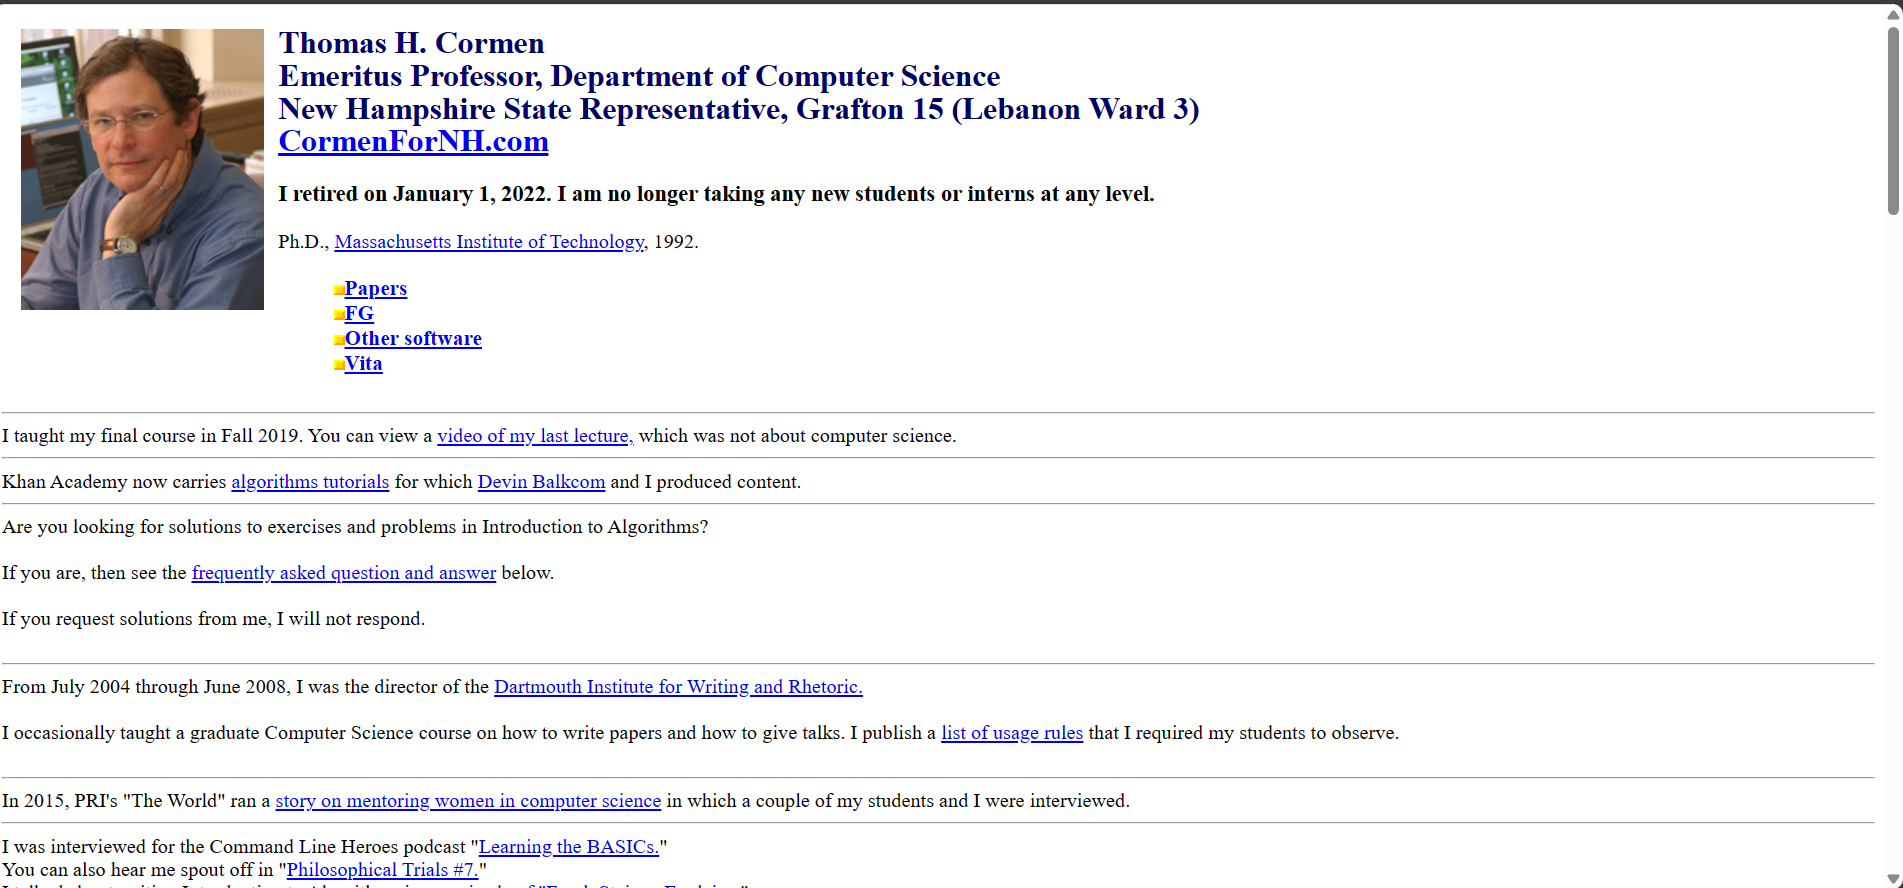 Thomas H. Cormen
Emeritus Professor, Department of Computer Science
New Hampshire State Representative, Grafton 15 (Lebanon Ward 3)
CormenForNH.com
I retired on January 1, 2022. I am no longer taking any new students or interns at any level.
Ph.D., Massachusetts Institute of Technology, 1992.
Papers
FG
Other software
Vita
I taught my final course in Fall 2019. You can view a video of my last lecture, which was not about computer science.
Khan Academy now carries algorithms tutorials for which Devin Balkcom and I produced content.
Are you looking for solutions to exercises and problems in Introduction to Algorithms?
If you are, then see the frequently asked question and answer below.
If you request solutions from me, I will not respond.
From July 2004 through June 2008, I was the director of the Dartmouth Institute for Writing and Rhetoric.
I occasionally taught a graduate Computer Science course on how to write papers and how to give talks. I publish a list of usage rules that I required my students to observe.
In 2015, PRI's "The World" ran a story on mentoring women in computer science in which a couple of my students and I were interviewed.
I was interviewed for the Command Line Heroes podcast "Learning the BASICs."
You can also hear me spout off in "Philosophical Trials #7."